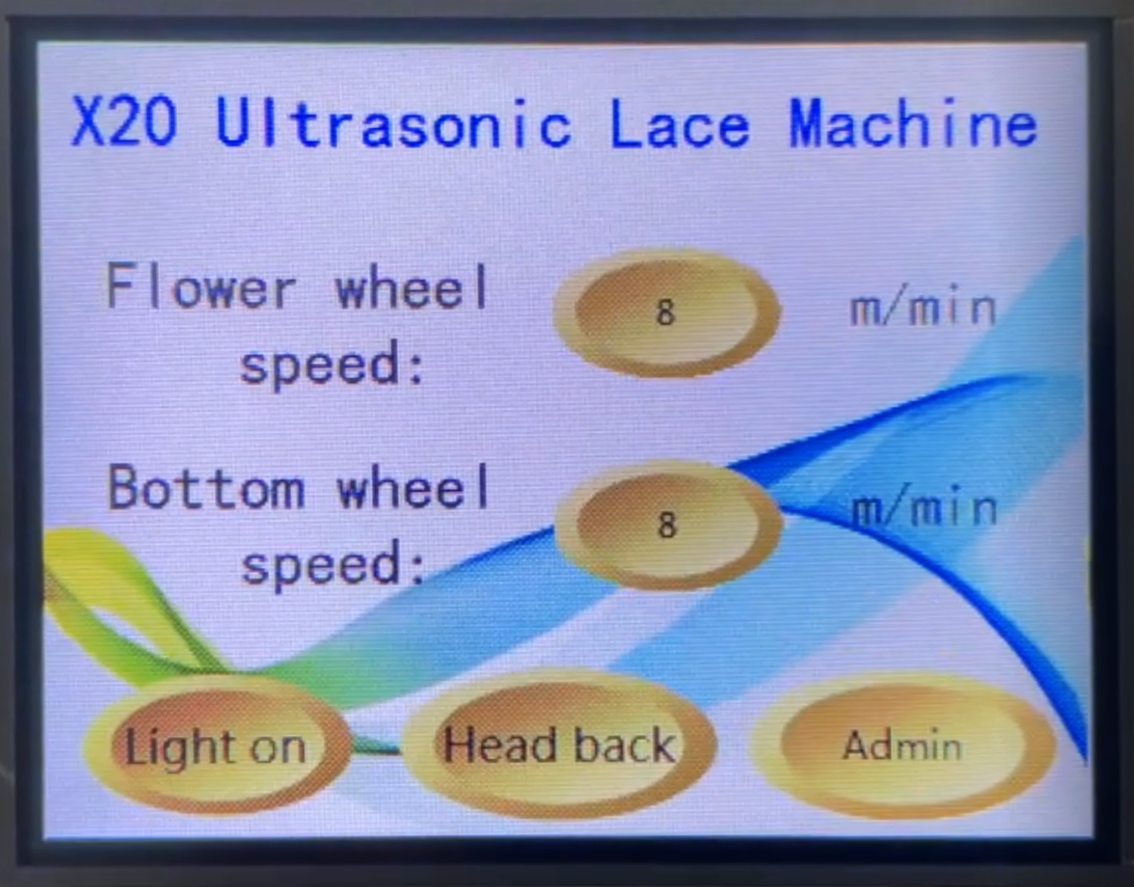 X20 Ultrasonic Lace Machine
Flower wheel
speed:
8
m/min
Bottom wheel
speed:
8
m/min
Light on
Head back
Admin